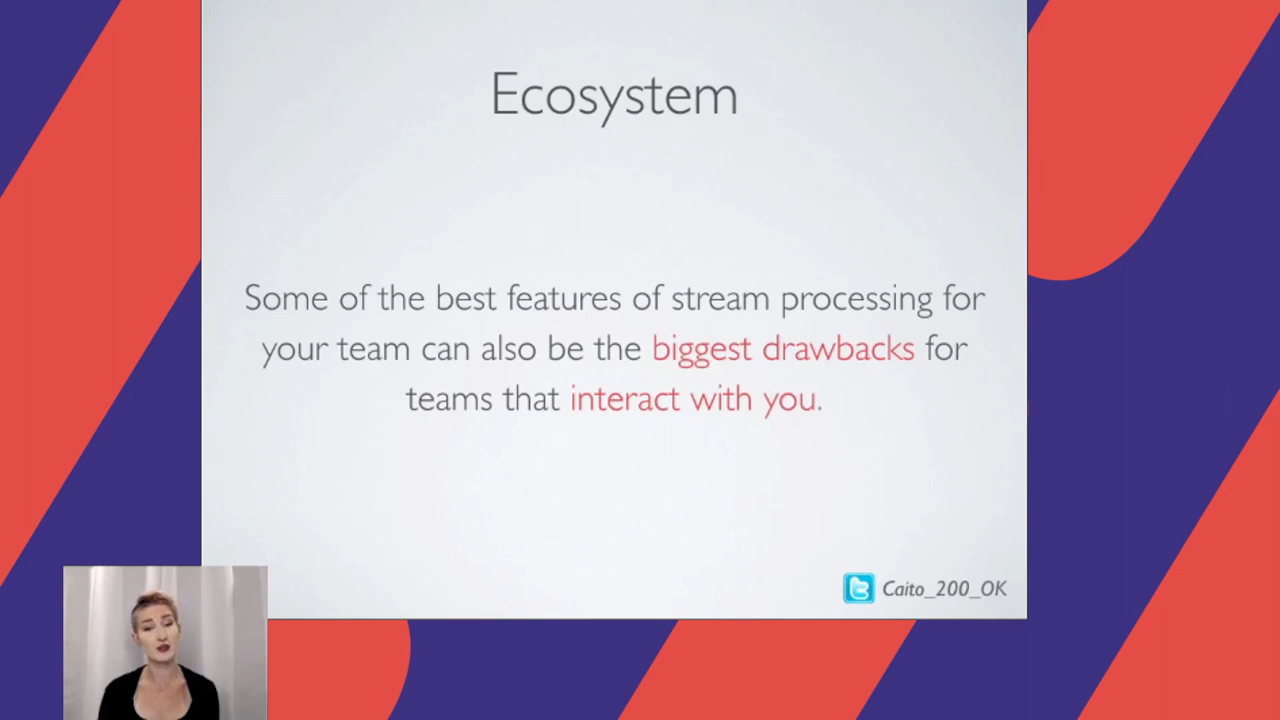 Ecosystem
Some of the best features of stream processing for
your team can also be the biggest drawbacks for
teams that interact with you.
Caito_200_OK